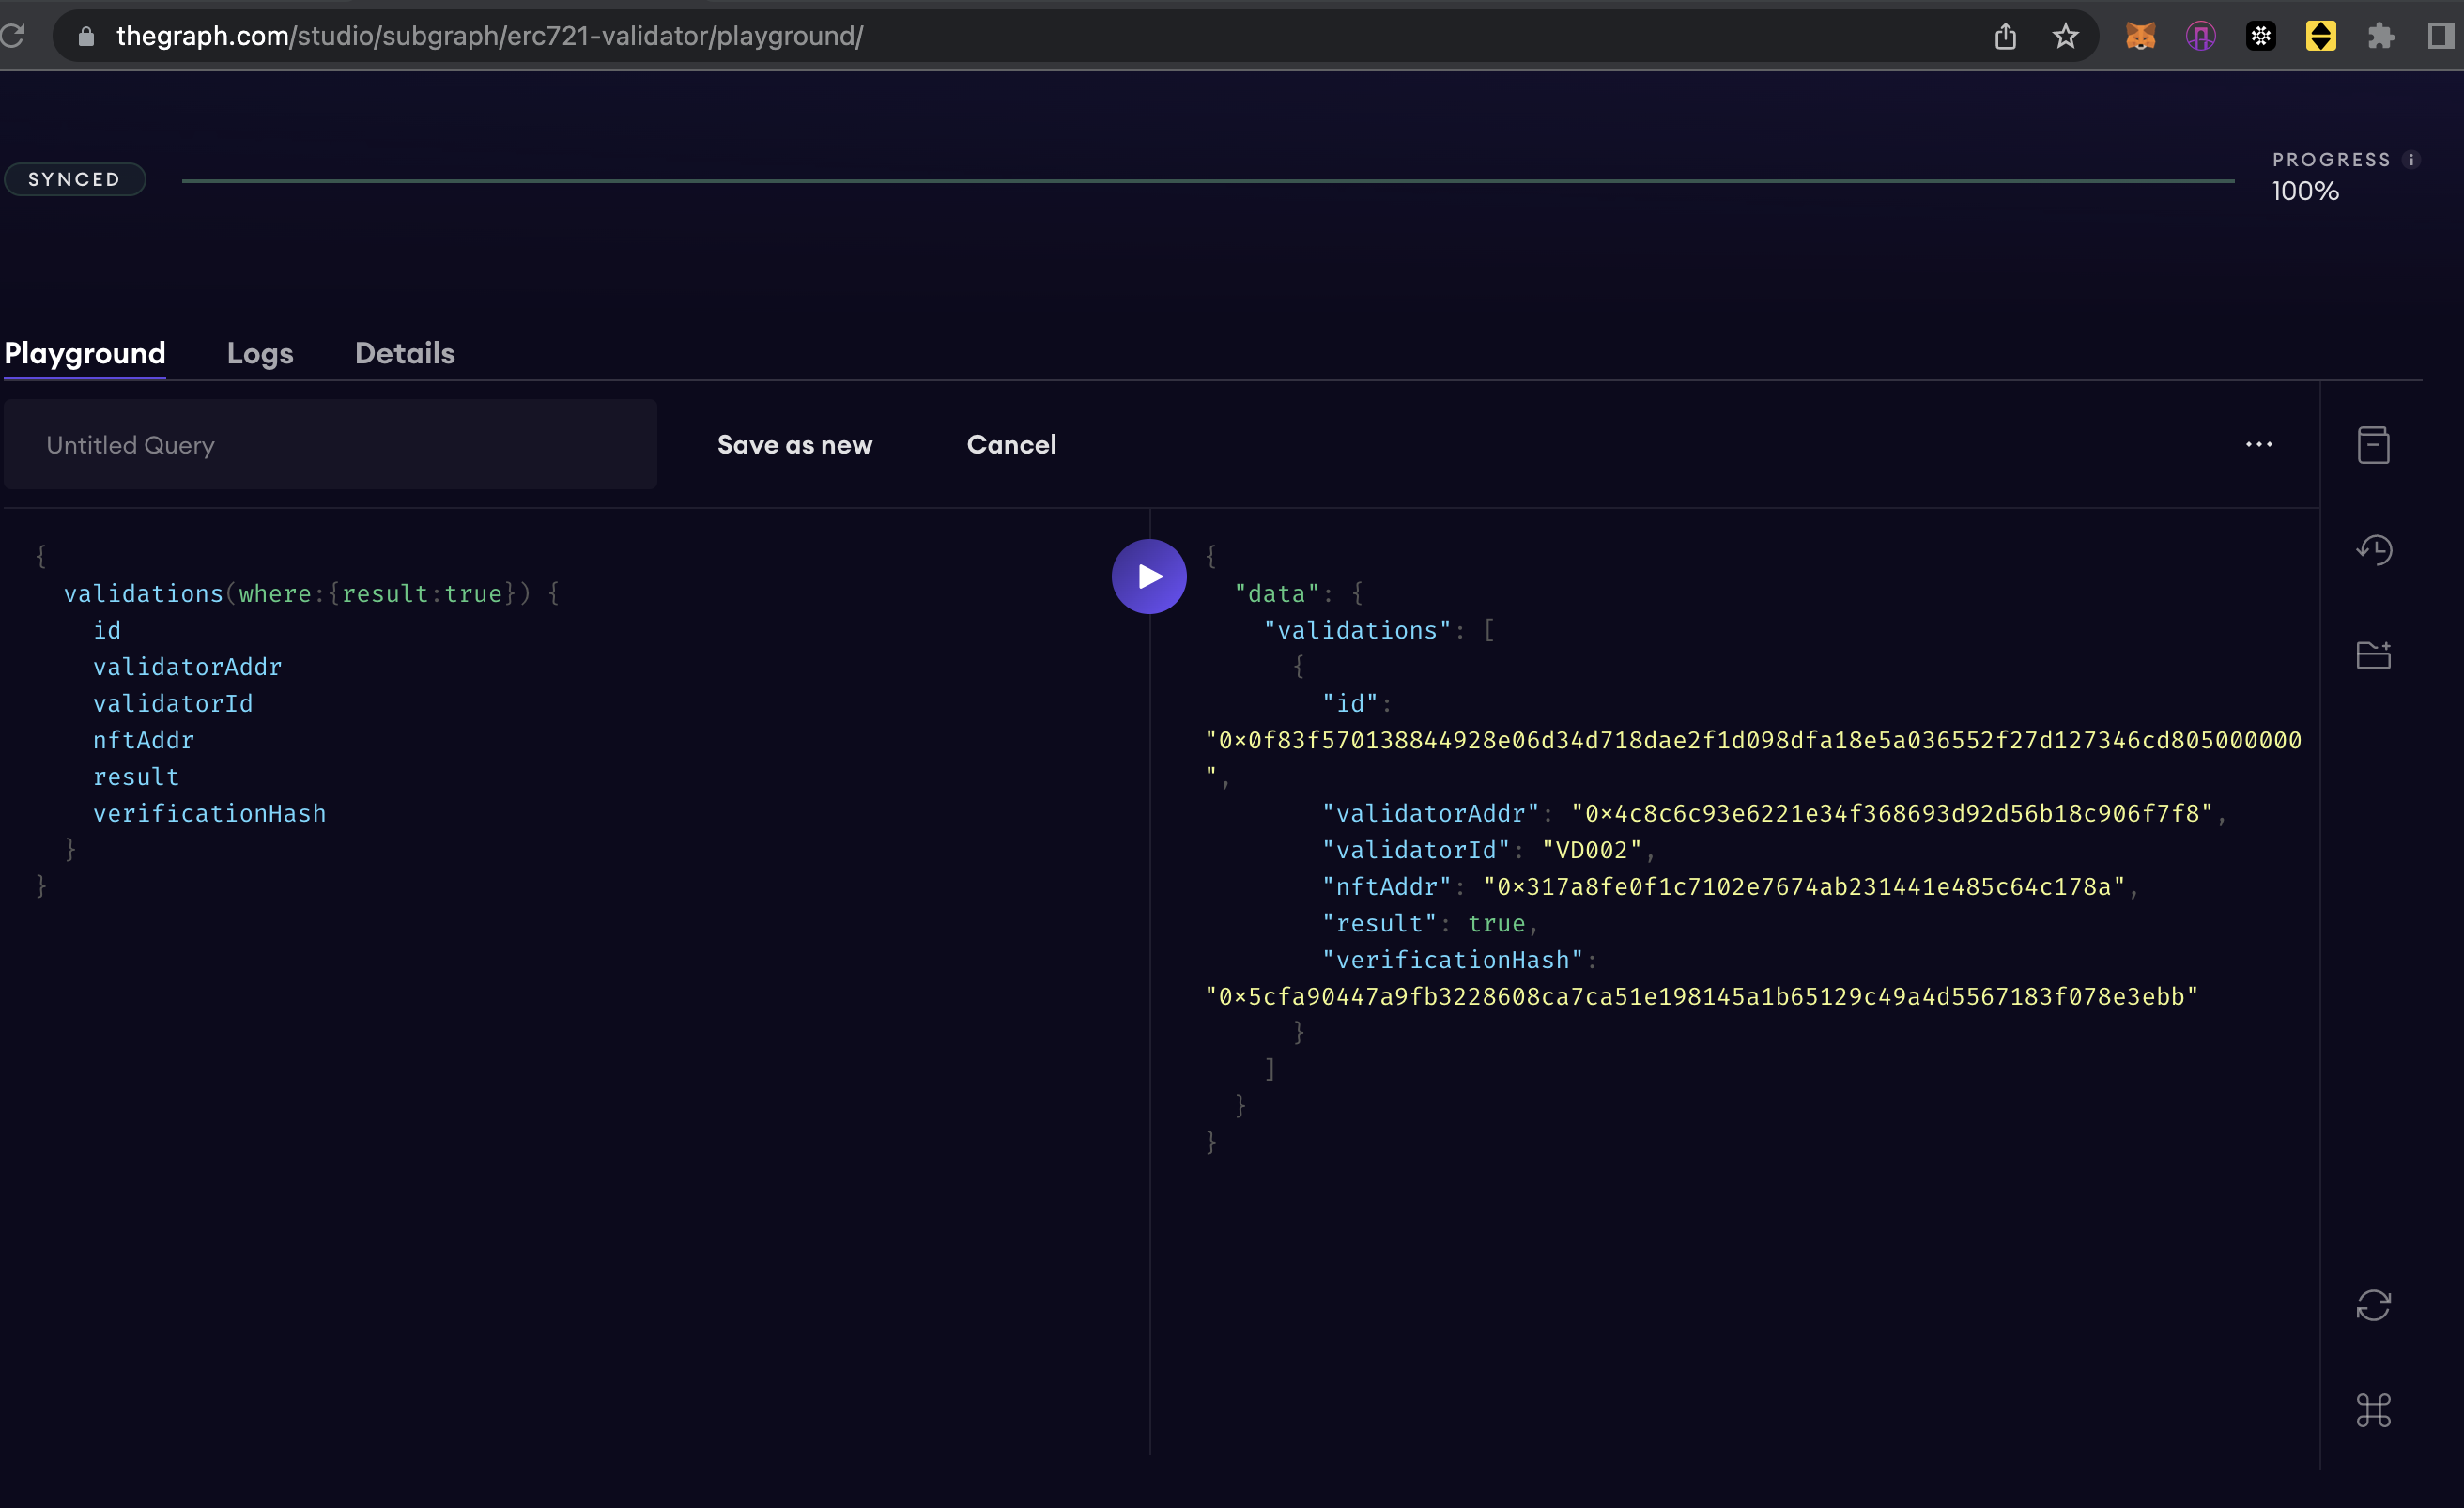 thegraph.com/studio/subgraph/erc721-validator/playground/
SYNCED
PROGRESS
100%
Playground
Logs
Details
Untitled Query
Save as new
Cancel
{
validations(where:{result:true}) {
id
validatorAddr
validatorId
nftAddr
result
verificationHash
}
}
{
"data": {
"validations": [
{
"id":
"0x0f83f570138844928e06d34d718dae2f1d098dfa18e5a036552f27d127346cd805000000
",
"validatorAddr": "0x4c8c6c93e6221e34f368693d92d56b18c906f7f8",
"validatorId": "VD002",
"nftAddr": "0x317a8fe0f1c7102e7674ab231441e485c64c178a",
"result": true,
"verificationHash":
"0x5cfa90447a9fb3228608ca7ca51e198145a1b65129c49a4d5567183f078e3ebb"
}
]
}
}